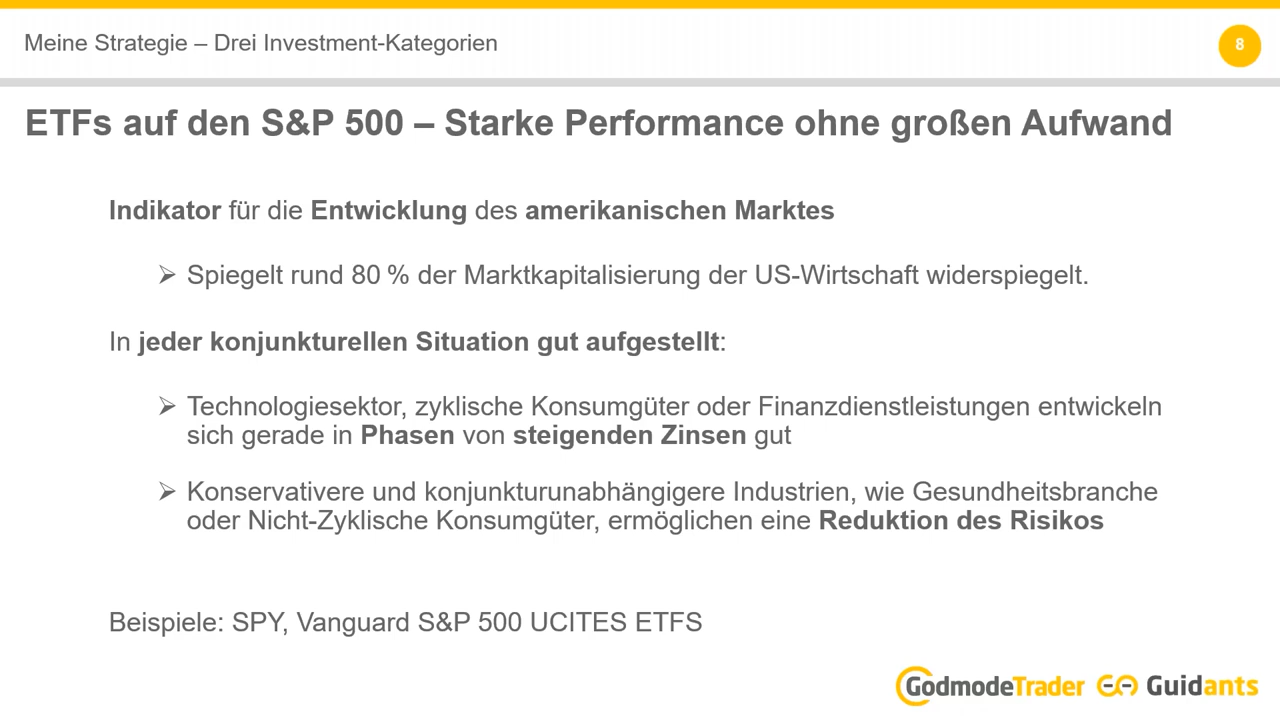 Meine Strategie – Drei Investment-Kategorien
8
ETFs auf den S&P 500 – Starke Performance ohne großen Aufwand
Indikator für die Entwicklung des amerikanischen Marktes
➢ Spiegelt rund 80 % der Marktkapitalisierung der US-Wirtschaft widerspiegelt.
In jeder konjunkturellen Situation gut aufgestellt:
➢ Technologiesektor, zyklische Konsumgüter oder Finanzdienstleistungen entwickeln
sich gerade in Phasen von steigenden Zinsen gut
➢ Konservativere und konjunkturunabhängigere Industrien, wie Gesundheitsbranche
oder Nicht-Zyklische Konsumgüter, ermöglichen eine Reduktion des Risikos
Beispiele: SPY, Vanguard S&P 500 UCITES ETFS
GodmodeTrader Guidants